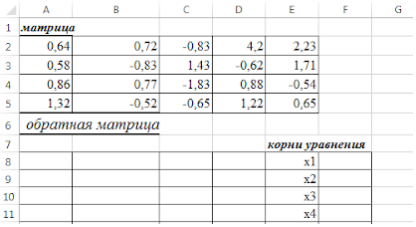 A B C D E F G
1 матрица
2 0,64 0,72 -0,83 4,2 2,23
3 0,58 -0,83 1,43 -0,62 1,71
4 0,86 0,77 -1,83 0,88 -0,54
5 1,32 -0,52 -0,65 1,22 0,65
6 обратная матрица
7 корни уравнения
8 x1
9 x2
10 x3
11 x4